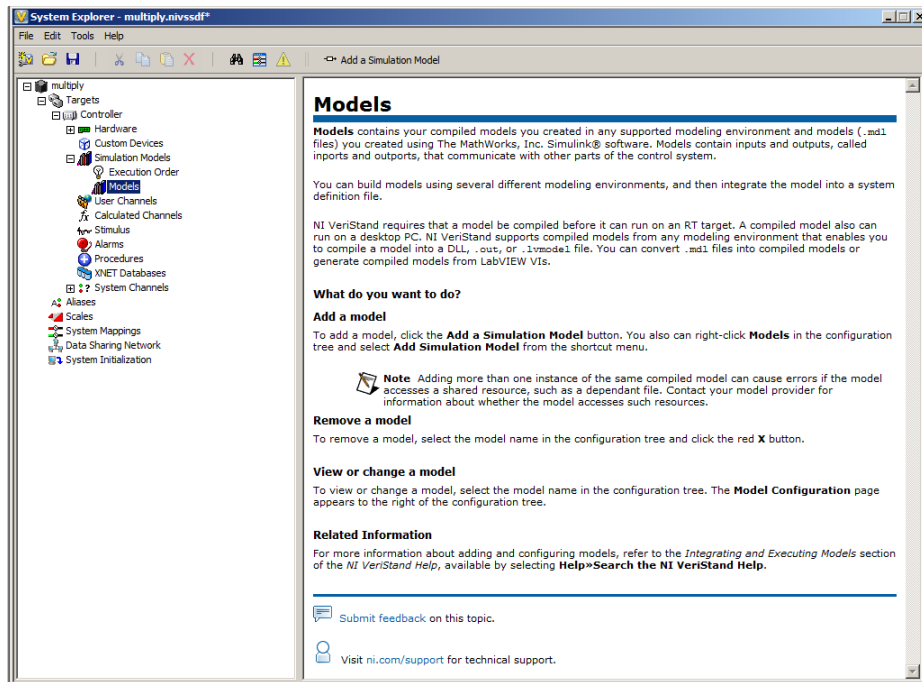 System Explorer - multiply.nivssdf*
File Edit Tools Help
Add a Simulation Model
multiply
Targets
Controller
Hardware
Custom Devices
Simulation Models
Execution Order
Models
User Channels
Calculated Channels
Stimulus
Alarms
Procedures
XNET Databases
System Channels
Aliases
Scales
System Mappings
Data Sharing Network
System Initialization
Models
Models contains your compiled models you created in any supported modeling environment and models (.mdl
files) you created using The MathWorks, Inc. Simulink® software. Models contain inputs and outputs, called
inports and outports, that communicate with other parts of the control system.
You can build models using several different modeling environments, and then integrate the model into a system
definition file.
NI VeriStand requires that a model be compiled before it can run on an RT target. A compiled model also can
run on a desktop PC. NI VeriStand supports compiled models from any modeling environment that enables you
to compile a model into a DLL, .out, or .lvmodel file. You can convert .mdl files into compiled models or
generate compiled models from LabVIEW VIs.
What do you want to do?
Add a model
To add a model, click the Add a Simulation Model button. You also can right-click Models in the configuration
tree and select Add Simulation Model from the shortcut menu.
Note Adding more than one instance of the same compiled model can cause errors if the model
accesses a shared resource, such as a dependant file. Contact your model provider for
information about whether the model accesses such resources.
Remove a model
To remove a model, select the model name in the configuration tree and click the red X button.
View or change a model
To view or change a model, select the model name in the configuration tree. The Model Configuration page
appears to the right of the configuration tree.
Related Information
For more information about adding and configuring models, refer to the Integrating and Executing Models section
of the NI VeriStand Help, available by selecting Help»Search the NI VeriStand Help.
Submit feedback on this topic.
Visit ni.com/support for technical support.